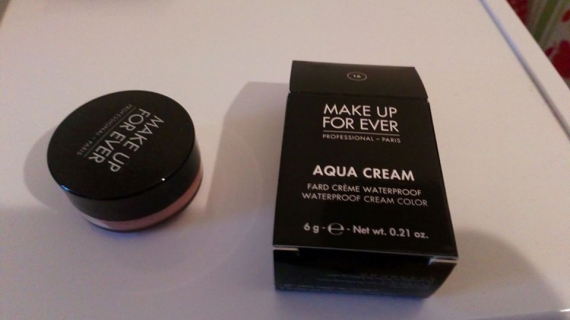 MAKE UP
FOR EVER
PROFESSIONAL – PARIS
16
MAKE UP
FOR EVER
PROFESSIONAL – PARIS
AQUA CREAM
FARD CRÈME WATERPROOF
WATERPROOF CREAM COLOR
6 g - ℮ - Net wt. 0.21 oz.